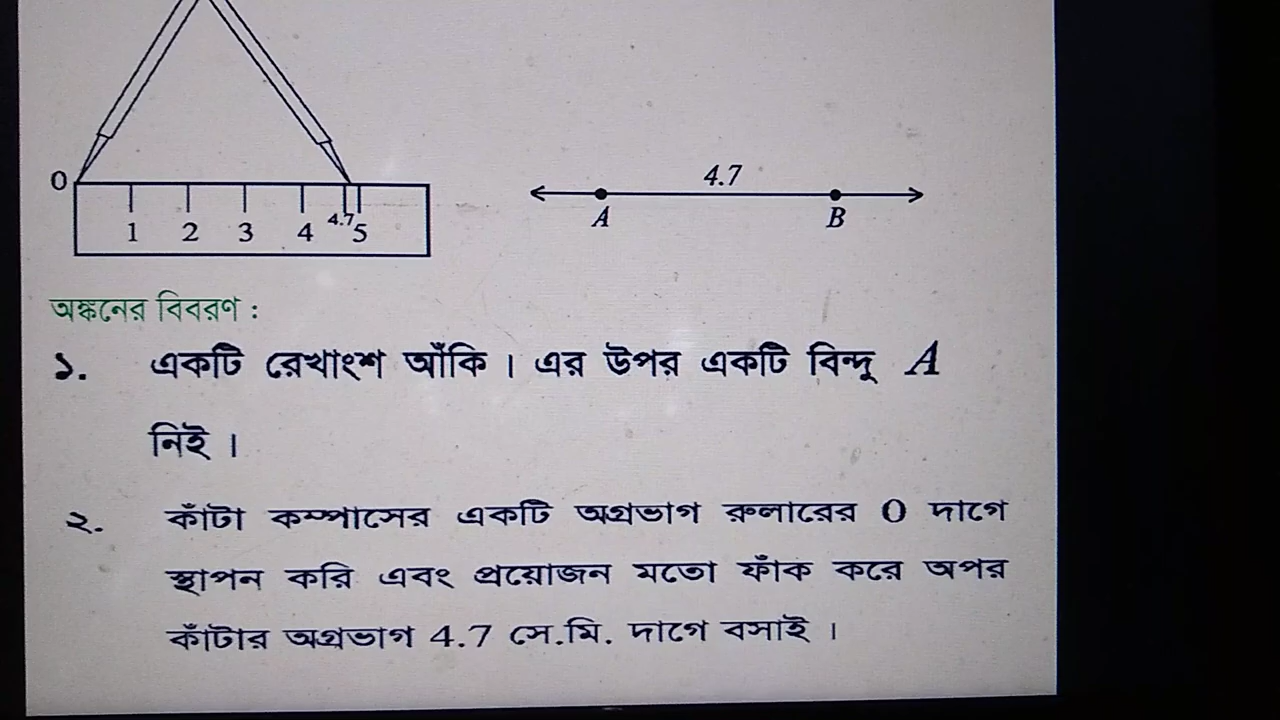 0
1 2 3 4 4.7 5
4.7
A B
অঙ্কনের বিবরণ :
১. একটি রেখাংশ আঁকি । এর উপর একটি বিন্দু A
নিই ।
২. কাঁটা কম্পাসের একটি অগ্রভাগ রুলারের 0 দাগে
স্থাপন করি এবং প্রয়োজন মতো ফাঁক করে অপর
কাঁটার অগ্রভাগ 4.7 সে.মি. দাগে বসাই ।